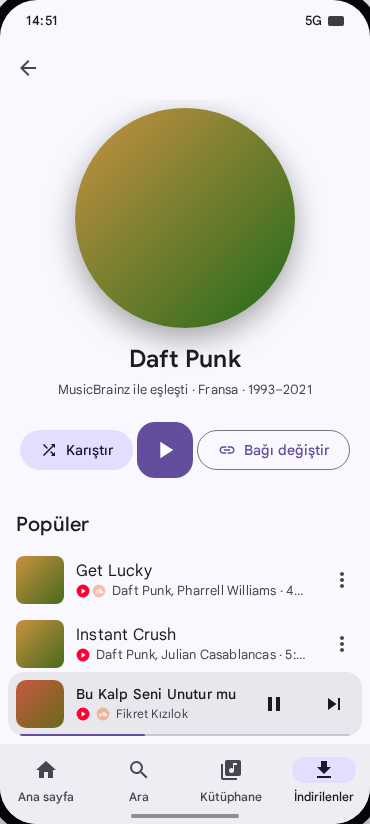 14:51
5G
Daft Punk
MusicBrainz ile eşleşti · Fransa · 1993–2021
Karıştır
Bağı değiştir
Popüler
Get Lucky
Daft Punk, Pharrell Williams · 4...
Instant Crush
Daft Punk, Julian Casablancas · 5:...
Bu Kalp Seni Unutur mu
Fikret Kızılok
Ana sayfa
Ara
Kütüphane
İndirilenler